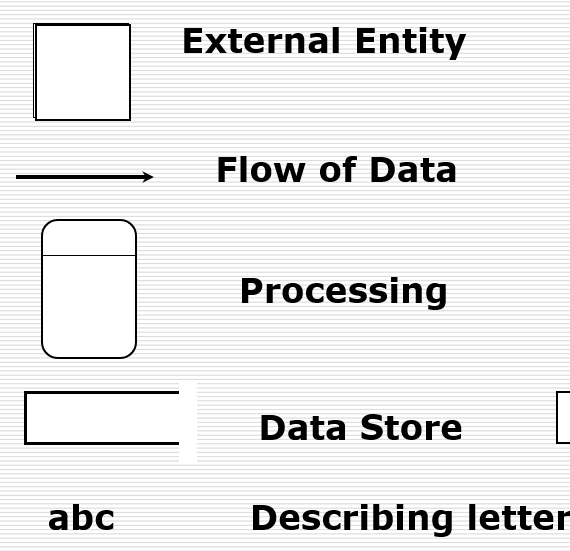 External Entity
Flow of Data
Processing
Data Store
abc Describing letter